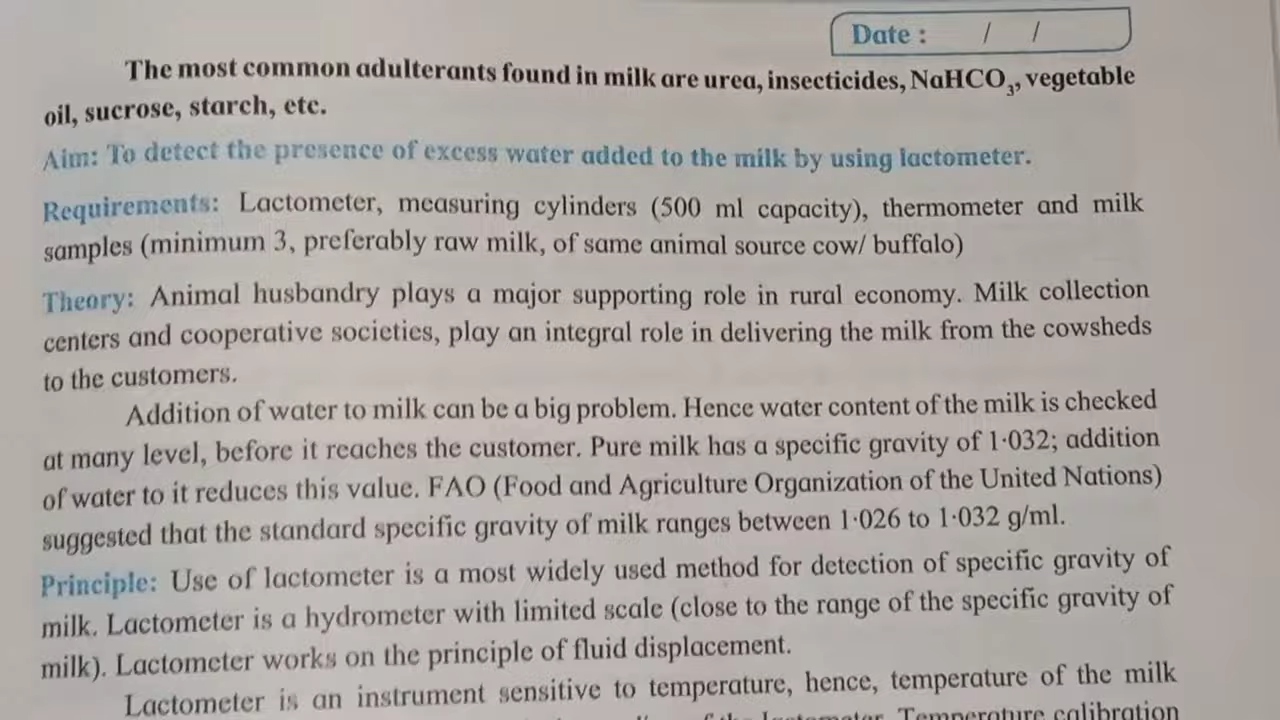 Date : / /
The most common adulterants found in milk are urea, insecticides, NaHCO₃, vegetable
oil, sucrose, starch, etc.
Aim: To detect the presence of excess water added to the milk by using lactometer.
Requirements: Lactometer, measuring cylinders (500 ml capacity), thermometer and milk
samples (minimum 3, preferably raw milk, of same animal source cow/ buffalo)
Theory: Animal husbandry plays a major supporting role in rural economy. Milk collection
centers and cooperative societies, play an integral role in delivering the milk from the cowsheds
to the customers.
Addition of water to milk can be a big problem. Hence water content of the milk is checked
at many level, before it reaches the customer. Pure milk has a specific gravity of 1·032; addition
of water to it reduces this value. FAO (Food and Agriculture Organization of the United Nations)
suggested that the standard specific gravity of milk ranges between 1·026 to 1·032 g/ml.
Principle: Use of lactometer is a most widely used method for detection of specific gravity of
milk. Lactometer is a hydrometer with limited scale (close to the range of the specific gravity of
milk). Lactometer works on the principle of fluid displacement.
Lactometer is an instrument sensitive to temperature, hence, temperature of the milk
of the lactometer. Temperature calibration